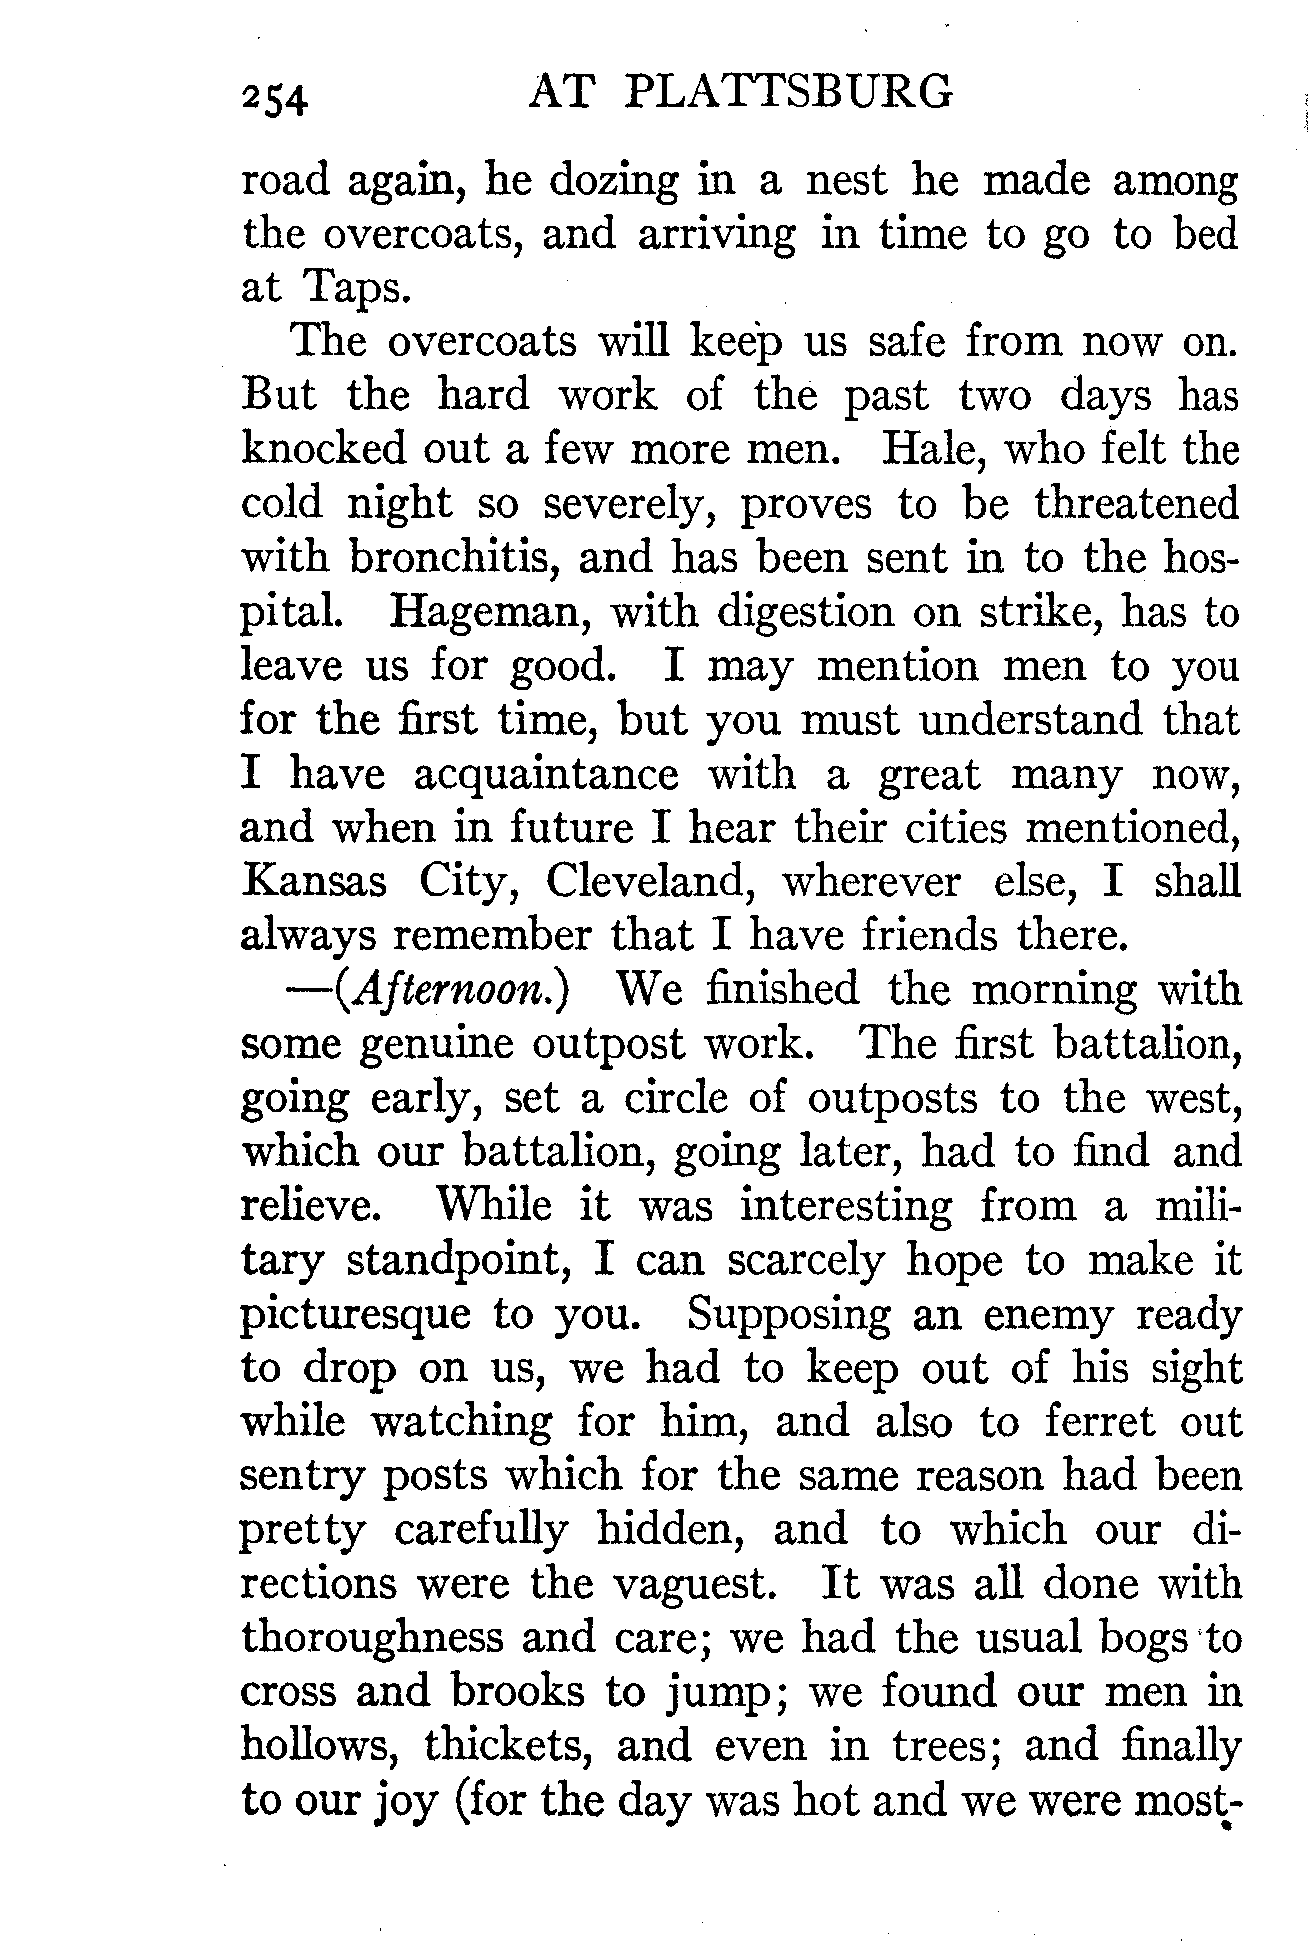 254 AT PLATTSBURG
road again, he dozing in a nest he made among
the overcoats, and arriving in time to go to bed
at Taps.
The overcoats will keep us safe from now on.
But the hard work of the past two days has
knocked out a few more men. Hale, who felt the
cold night so severely, proves to be threatened
with bronchitis, and has been sent in to the hos-
pital. Hageman, with digestion on strike, has to
leave us for good. I may mention men to you
for the first time, but you must understand that
I have acquaintance with a great many now,
and when in future I hear their cities mentioned,
Kansas City, Cleveland, wherever else, I shall
always remember that I have friends there.
—(Afternoon.) We finished the morning with
some genuine outpost work. The first battalion,
going early, set a circle of outposts to the west,
which our battalion, going later, had to find and
relieve. While it was interesting from a mili-
tary standpoint, I can scarcely hope to make it
picturesque to you. Supposing an enemy ready
to drop on us, we had to keep out of his sight
while watching for him, and also to ferret out
sentry posts which for the same reason had been
pretty carefully hidden, and to which our di-
rections were the vaguest. It was all done with
thoroughness and care; we had the usual bogs to
cross and brooks to jump; we found our men in
hollows, thickets, and even in trees; and finally
to our joy (for the day was hot and we were most-